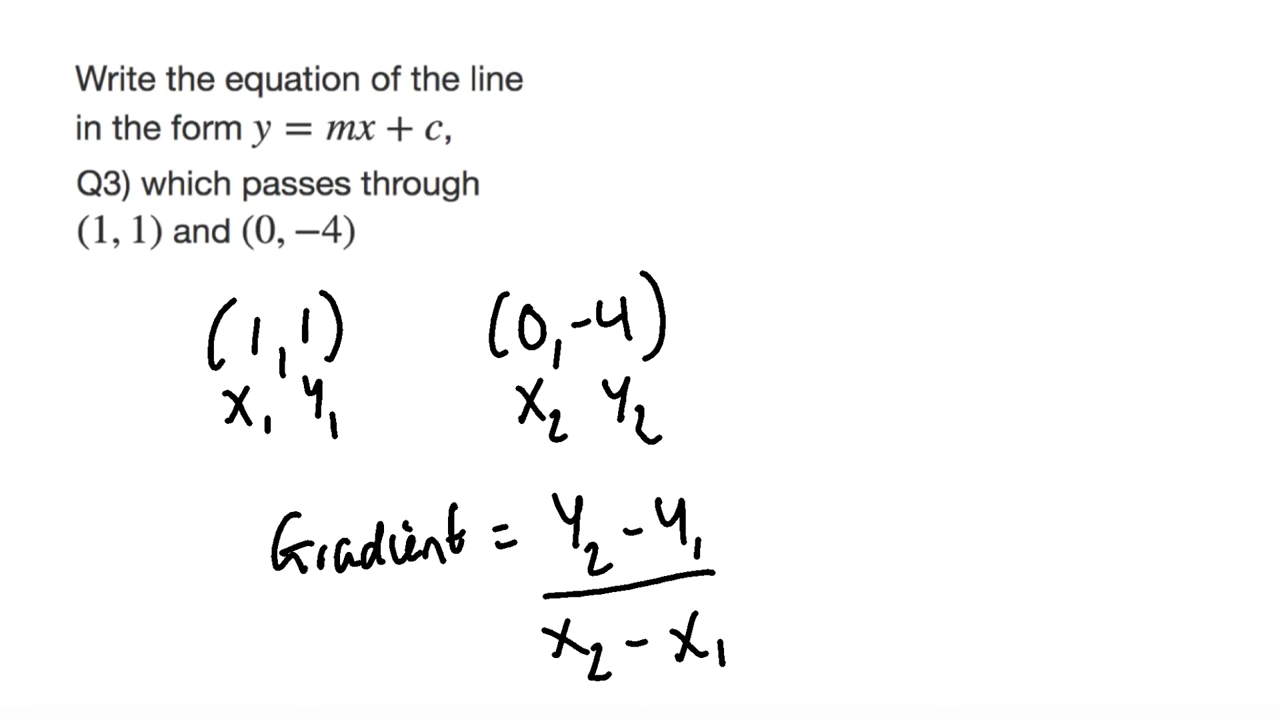 Write the equation of the line
in the form y = mx + c,
Q3) which passes through
(1, 1) and (0, −4)
(1, 1) (0, -4)
x₁ y₁ x₂ y₂
Gradient = y₂ - y₁
x₂ - x₁